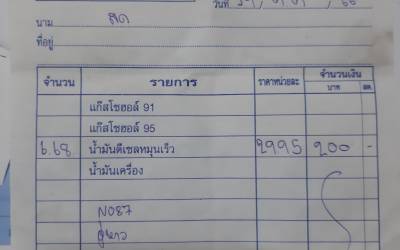 วันที่
นาม สด
ที่อยู่
จำนวน รายการ ราคาหน่วยละ จำนวนเงิน
บาท สต.
แก๊สโซฮอล์ 91
แก๊สโซฮอล์ 95
6.68 น้ำมันดีเซลหมุนเร็ว 2995 200 -
น้ำมันเครื่อง
N087